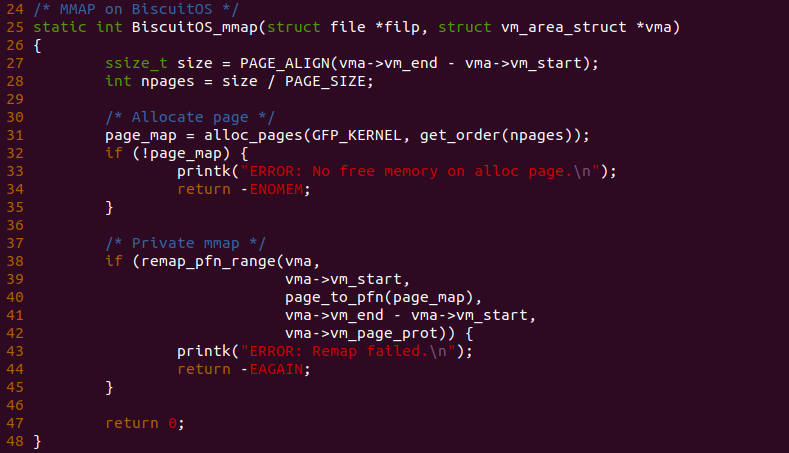 24 /* MMAP on BiscuitOS */
25 static int BiscuitOS_mmap(struct file *filp, struct vm_area_struct *vma)
26 {
27         ssize_t size = PAGE_ALIGN(vma->vm_end - vma->vm_start);
28         int npages = size / PAGE_SIZE;
29
30         /* Allocate page */
31         page_map = alloc_pages(GFP_KERNEL, get_order(npages));
32         if (!page_map) {
33                 printk("ERROR: No free memory on alloc page.\n");
34                 return -ENOMEM;
35         }
36
37         /* Private mmap */
38         if (remap_pfn_range(vma,
39                             vma->vm_start,
40                             page_to_pfn(page_map),
41                             vma->vm_end - vma->vm_start,
42                             vma->vm_page_prot)) {
43                 printk("ERROR: Remap failed.\n");
44                 return -EAGAIN;
45         }
46
47         return 0;
48 }